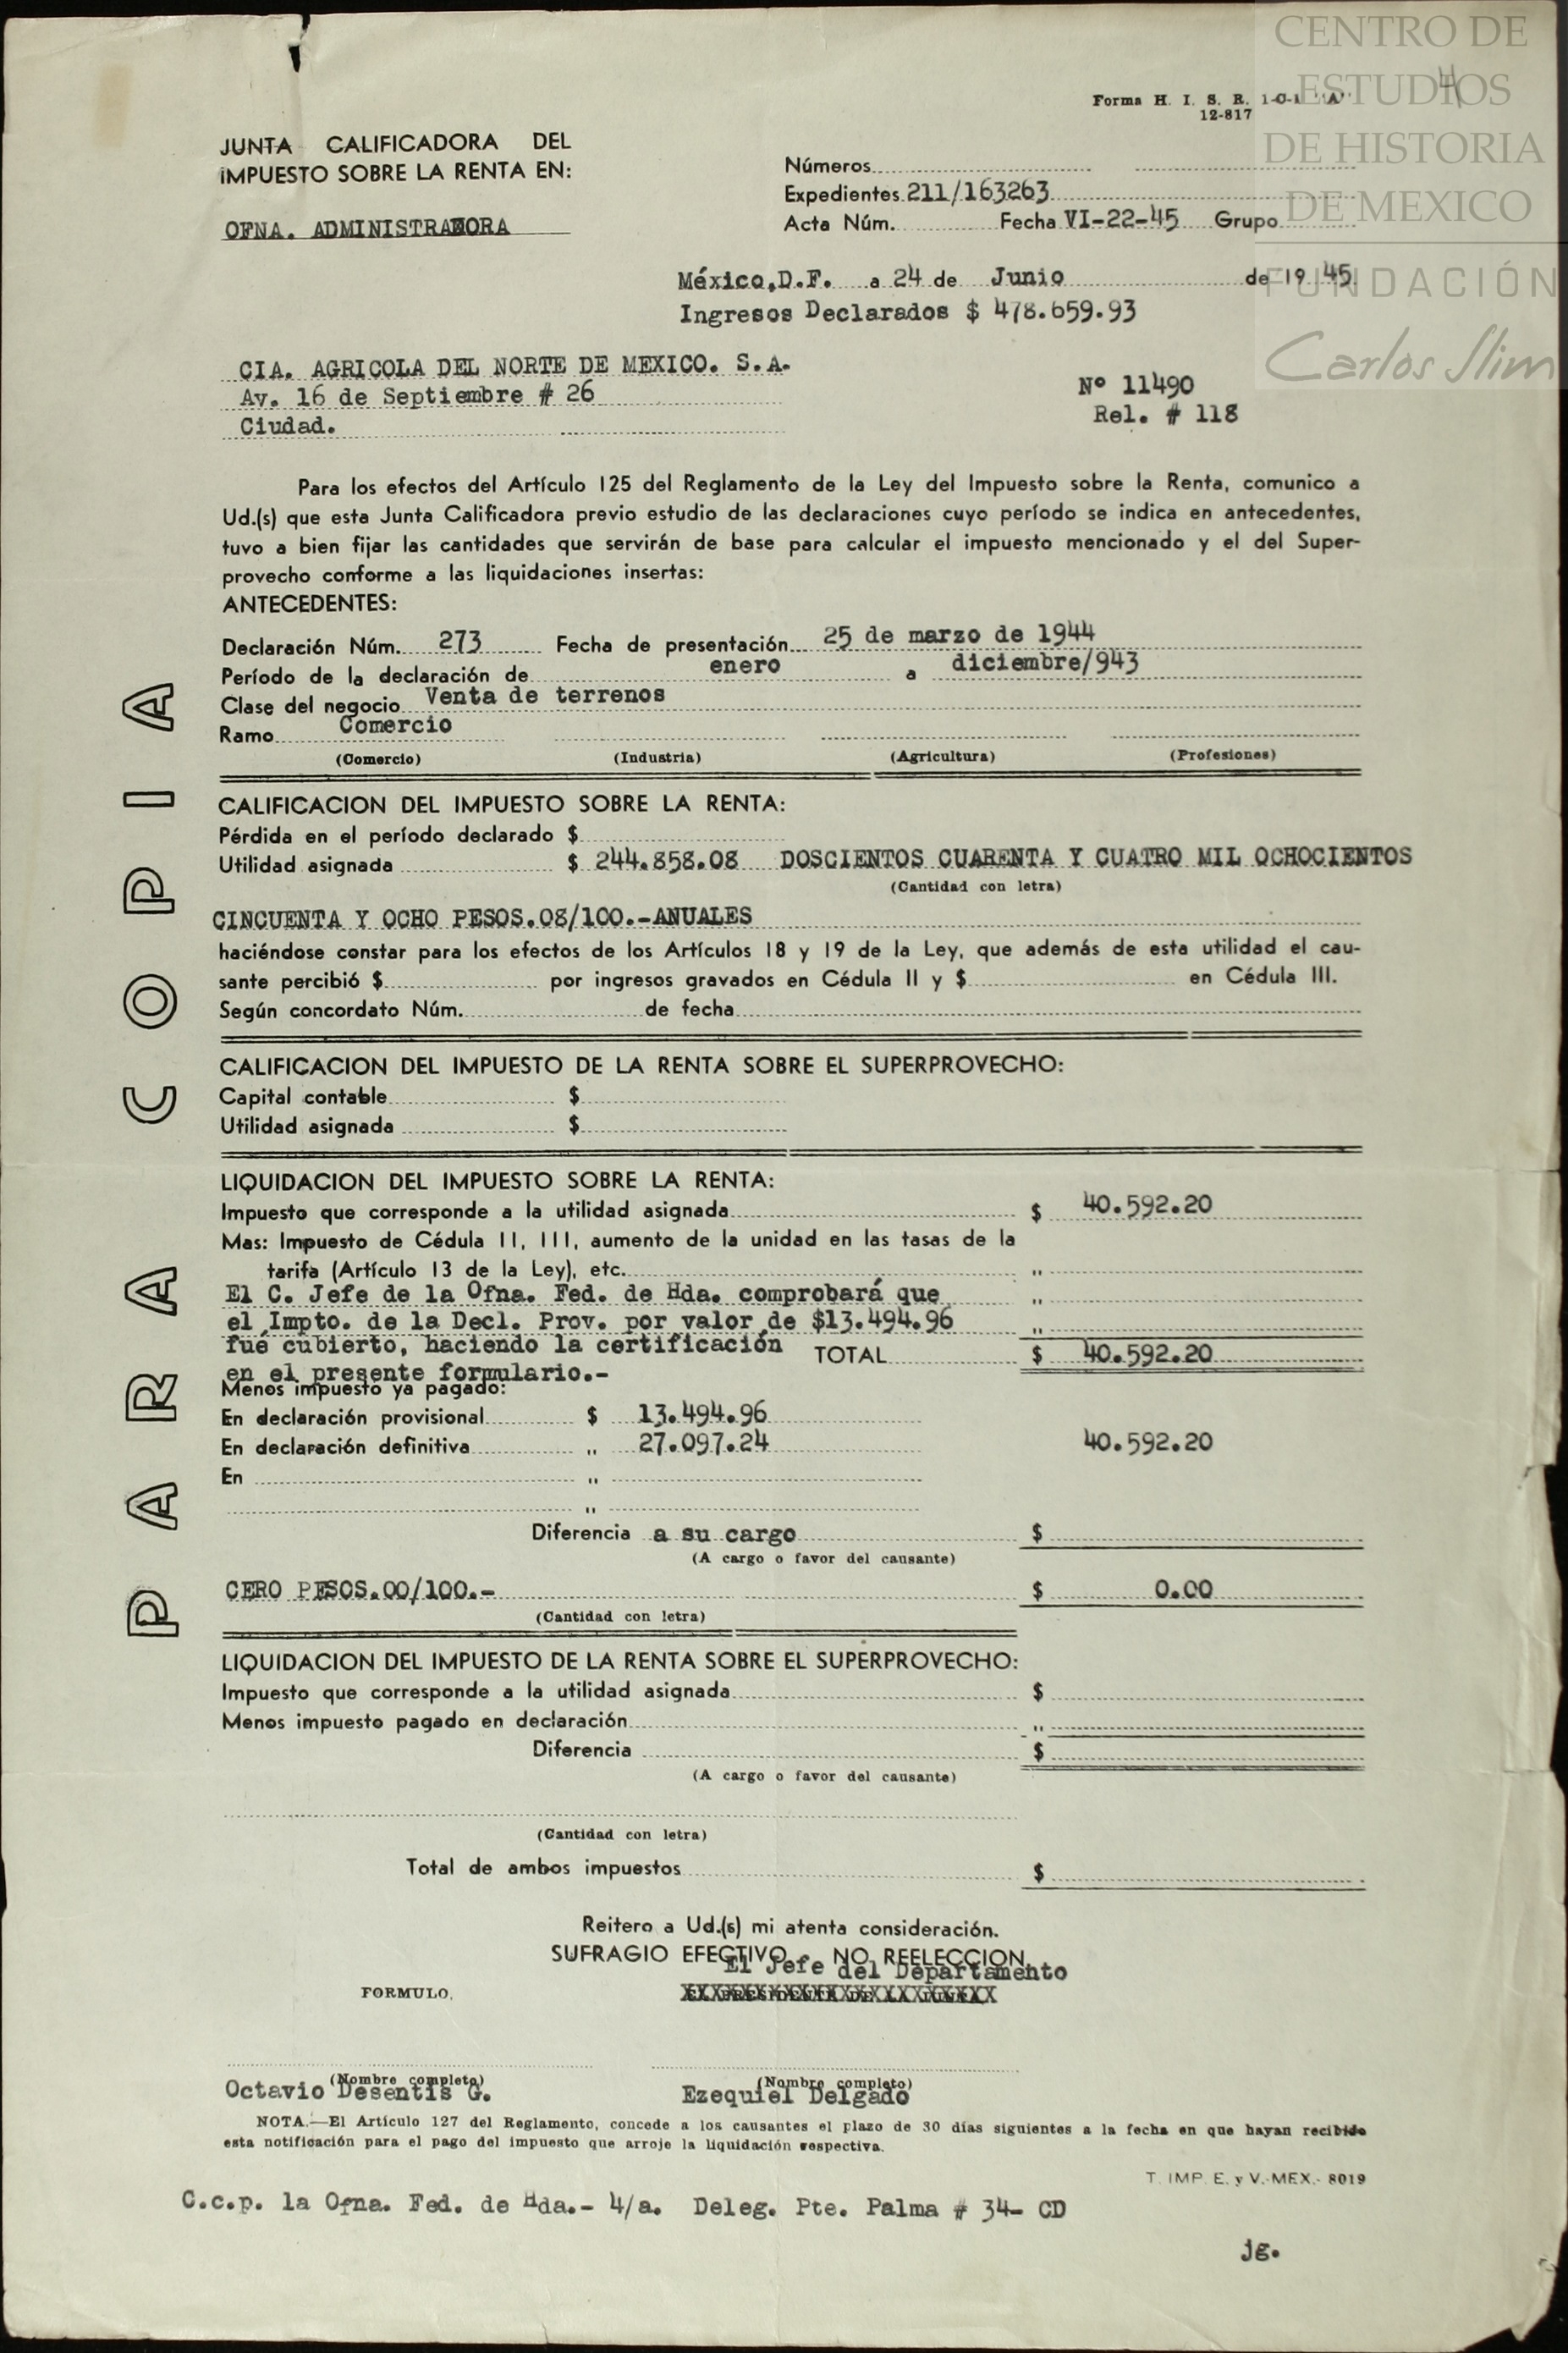 CENTRO DE
ESTUDIOS
DE HISTORIA
DE MEXICO
FUNDACIÓN
Carlos Slim
4
Forma H. I. S. R. 1-C-1 "A"
12-817
JUNTA CALIFICADORA DEL
IMPUESTO SOBRE LA RENTA EN:
OFNA. ADMINISTRADORA
Números
Expedientes 211/163263
Acta Núm. Fecha VI-22-45 Grupo
México, D.F. a 24 de Junio de 1945
Ingresos Declarados $ 478.659.93
CIA. AGRICOLA DEL NORTE DE MEXICO. S.A.
Av. 16 de Septiembre # 26
Ciudad.
Nº 11490
Rel. # 118
Para los efectos del Artículo 125 del Reglamento de la Ley del Impuesto sobre la Renta, comunico a
Ud.(s) que esta Junta Calificadora previo estudio de las declaraciones cuyo período se indica en antecedentes,
tuvo a bien fijar las cantidades que servirán de base para calcular el impuesto mencionado y el del Super-
provecho conforme a las liquidaciones insertas:
ANTECEDENTES:
Declaración Núm. 273 Fecha de presentación 25 de marzo de 1944
Período de la declaración de enero a diciembre/943
Clase del negocio Venta de terrenos
Ramo Comercio
(Comercio) (Industria) (Agricultura) (Profesiones)
CALIFICACION DEL IMPUESTO SOBRE LA RENTA:
Pérdida en el período declarado $
Utilidad asignada $ 244.858.08 DOSCIENTOS CUARENTA Y CUATRO MIL OCHOCIENTOS
(Cantidad con letra)
CINCUENTA Y OCHO PESOS.08/100.-ANUALES
haciéndose constar para los efectos de los Artículos 18 y 19 de la Ley, que además de esta utilidad el cau-
sante percibió $ por ingresos gravados en Cédula II y $ en Cédula III.
Según concordato Núm. de fecha
CALIFICACION DEL IMPUESTO DE LA RENTA SOBRE EL SUPERPROVECHO:
Capital contable $
Utilidad asignada $
LIQUIDACION DEL IMPUESTO SOBRE LA RENTA:
Impuesto que corresponde a la utilidad asignada $ 40.592.20
Mas: Impuesto de Cédula II, III, aumento de la unidad en las tasas de la
tarifa (Artículo 13 de la Ley), etc. "
El C. Jefe de la Ofna. Fed. de Hda. comprobará que "
el Impto. de la Decl. Prov. por valor de $13.494.96 "
fué cubierto, haciendo la certificación TOTAL $ 40.592.20
en el presente formulario.-
Menos impuesto ya pagado:
En declaración provisional $ 13.494.96
En declaración definitiva " 27.097.24 40.592.20
En "
"
Diferencia a su cargo $
(A cargo o favor del causante)
CERO PESOS.00/100.- $ 0.00
(Cantidad con letra)
LIQUIDACION DEL IMPUESTO DE LA RENTA SOBRE EL SUPERPROVECHO:
Impuesto que corresponde a la utilidad asignada $
Menos impuesto pagado en declaración "
Diferencia $
(A cargo o favor del causante)
(Cantidad con letra)
Total de ambos impuestos $
Reitero a Ud.(s) mi atenta consideración.
SUFRAGIO EFECTIVO NO REELECCION.
El Jefe del Departamento
FORMULO,
(Nombre completo) (Nombre completo)
Octavio Desentis G. Ezequiel Delgado
NOTA.—El Artículo 127 del Reglamento, concede a los causantes el plazo de 30 días siguientes a la fecha en que hayan recibido
esta notificación para el pago del impuesto que arroje la liquidación respectiva.
T. IMP. E. y V.-MEX.- 8019
C.c.p. la Ofna. Fed. de Hda.- 4/a. Deleg. Pte. Palma # 34- CD
jg.
PARA COPIA